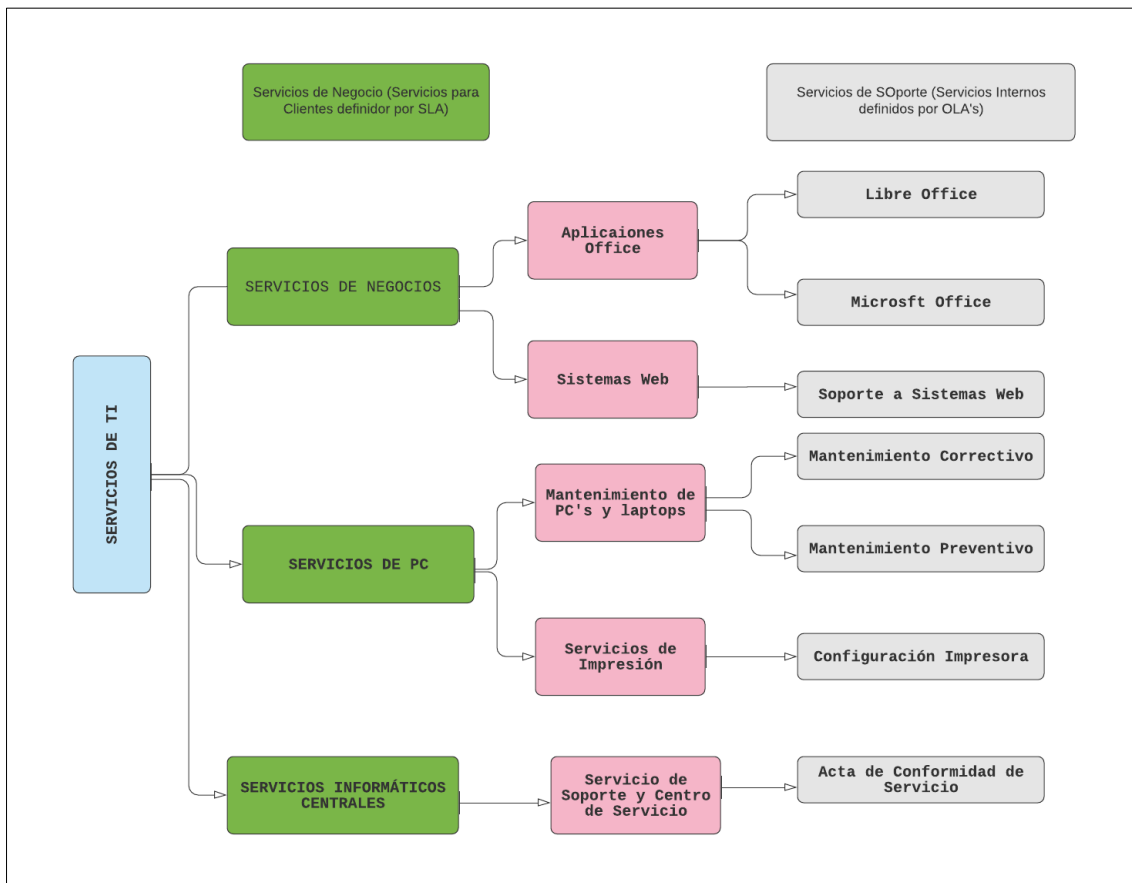 Servicios de Negocio (Servicios para
Clientes definidor por SLA)
Servicios de SOporte (Servicios Internos
definidos por OLA's)
SERVICIOS DE TI
SERVICIOS DE NEGOCIOS
Aplicaiones
Office
Libre Office
Microsft Office
Sistemas Web
Soporte a Sistemas Web
SERVICIOS DE PC
Mantenimiento de
PC's y laptops
Mantenimiento Correctivo
Mantenimiento Preventivo
Servicios de
Impresión
Configuración Impresora
SERVICIOS INFORMÁTICOS
CENTRALES
Servicio de
Soporte y Centro
de Servicio
Acta de Conformidad de
Servicio